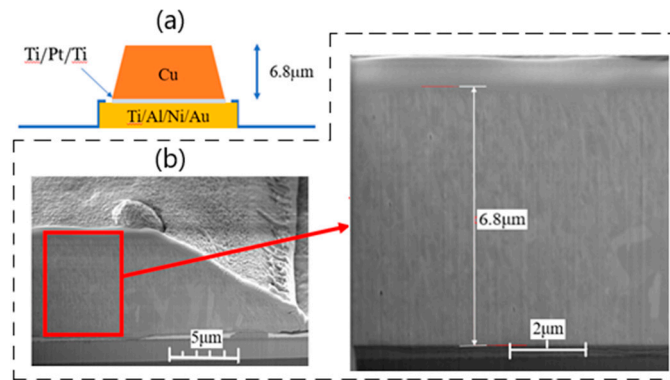 (a)
Ti/Pt/Ti
Cu
6.8μm
Ti/Al/Ni/Au
(b)
6.8μm
5μm
2μm